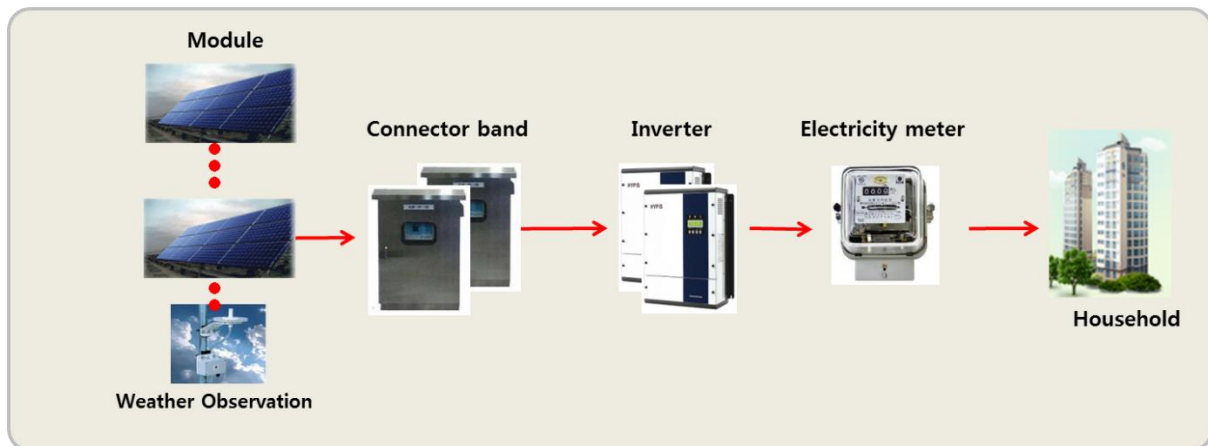 Module
Connector band
Inverter
Electricity meter
Household
Weather Observation